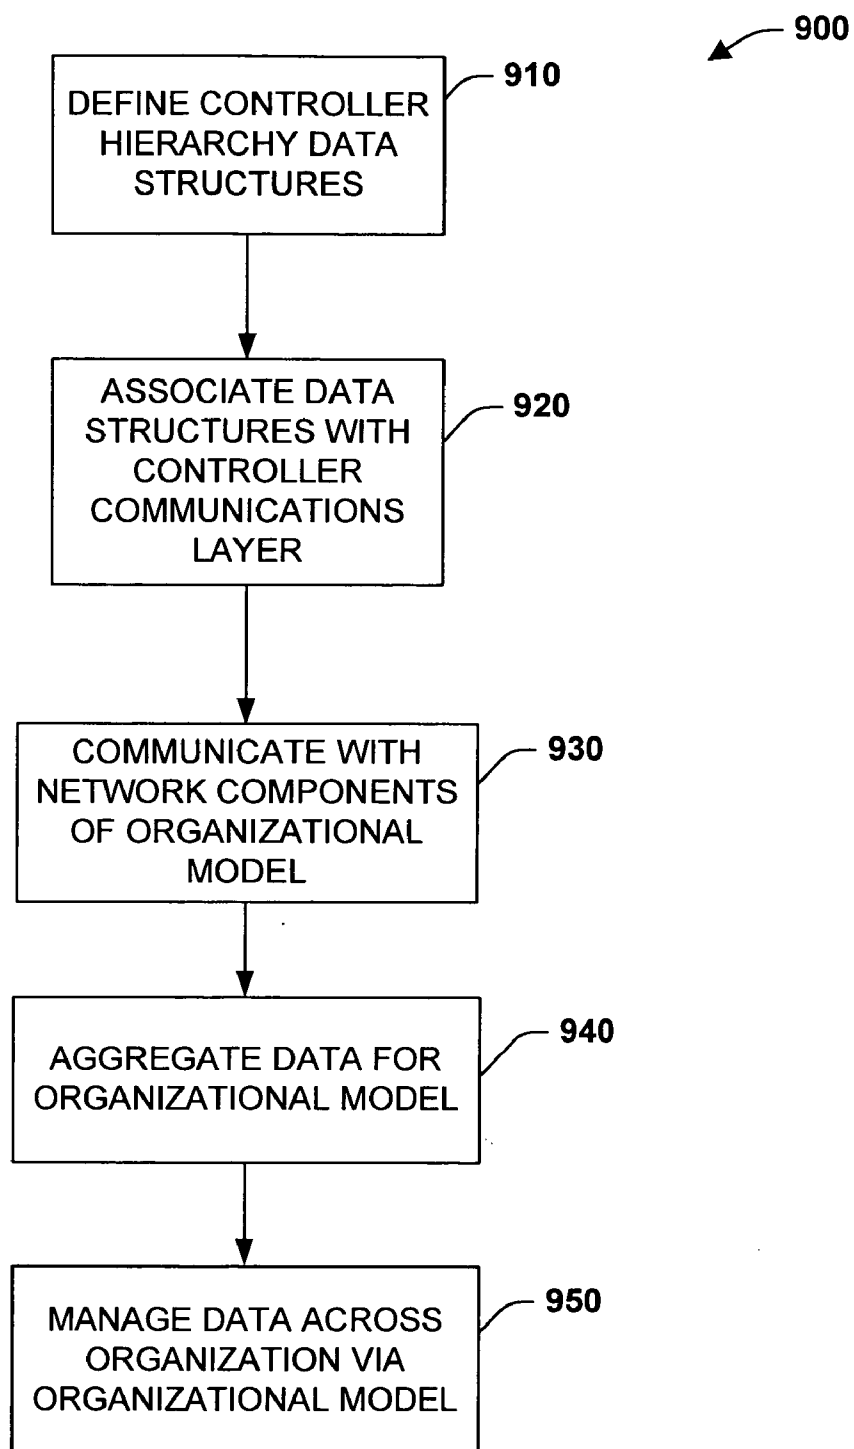 900
910
DEFINE CONTROLLER
HIERARCHY DATA
STRUCTURES
920
ASSOCIATE DATA
STRUCTURES WITH
CONTROLLER
COMMUNICATIONS
LAYER
930
COMMUNICATE WITH
NETWORK COMPONENTS
OF ORGANIZATIONAL
MODEL
940
AGGREGATE DATA FOR
ORGANIZATIONAL MODEL
950
MANAGE DATA ACROSS
ORGANIZATION VIA
ORGANIZATIONAL MODEL